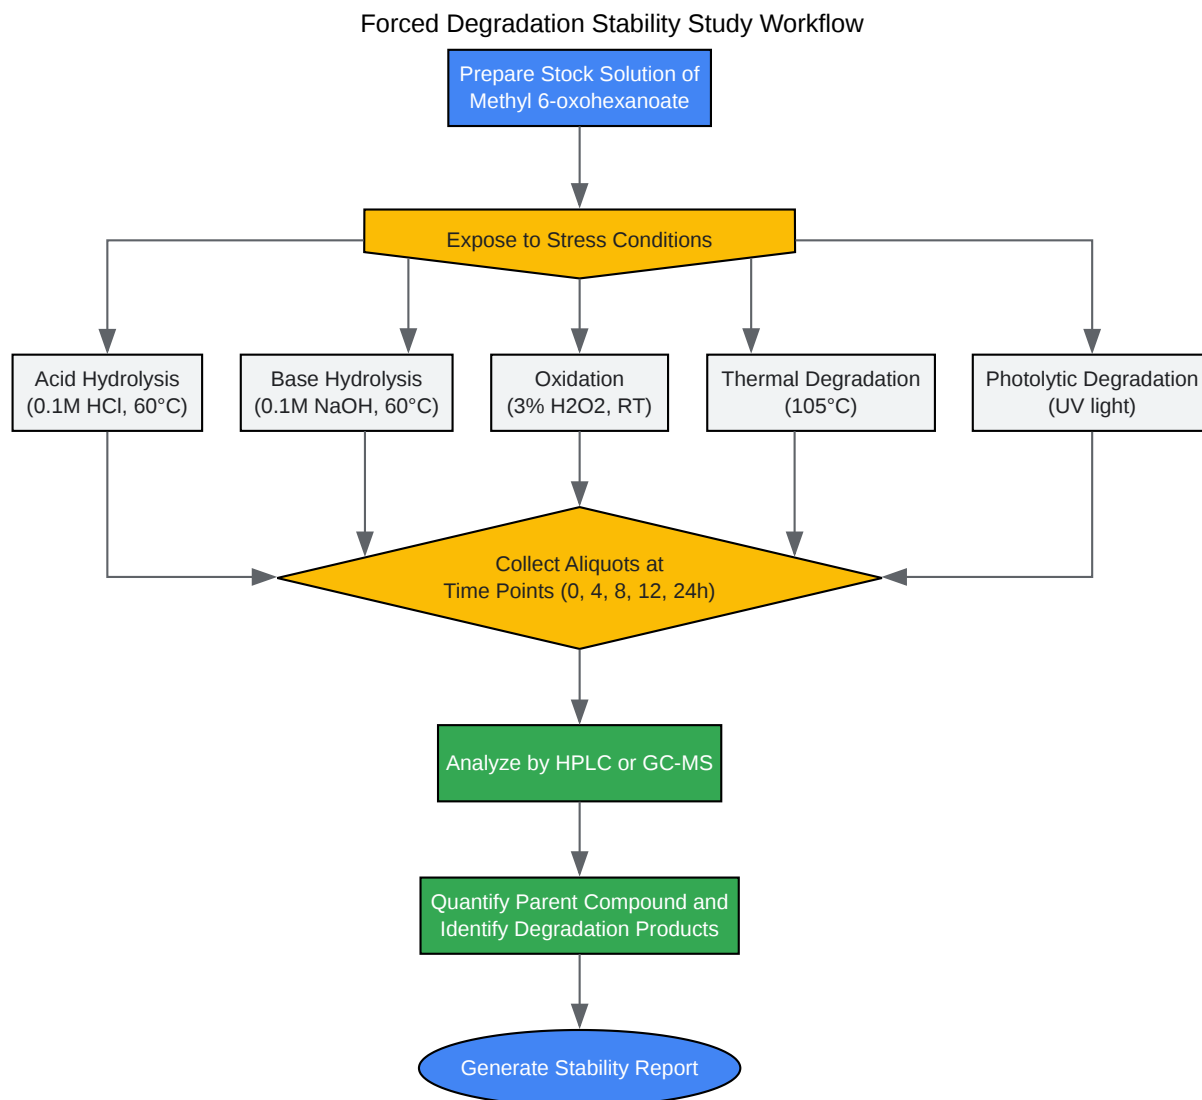 Forced Degradation Stability Study Workflow
Prepare Stock Solution of
Methyl 6-oxohexanoate
Expose to Stress Conditions
Acid Hydrolysis
(0.1M HCl, 60°C)
Base Hydrolysis
(0.1M NaOH, 60°C)
Oxidation
(3% H2O2, RT)
Thermal Degradation
(105°C)
Photolytic Degradation
(UV light)
Collect Aliquots at
Time Points (0, 4, 8, 12, 24h)
Analyze by HPLC or GC-MS
Quantify Parent Compound and
Identify Degradation Products
Generate Stability Report